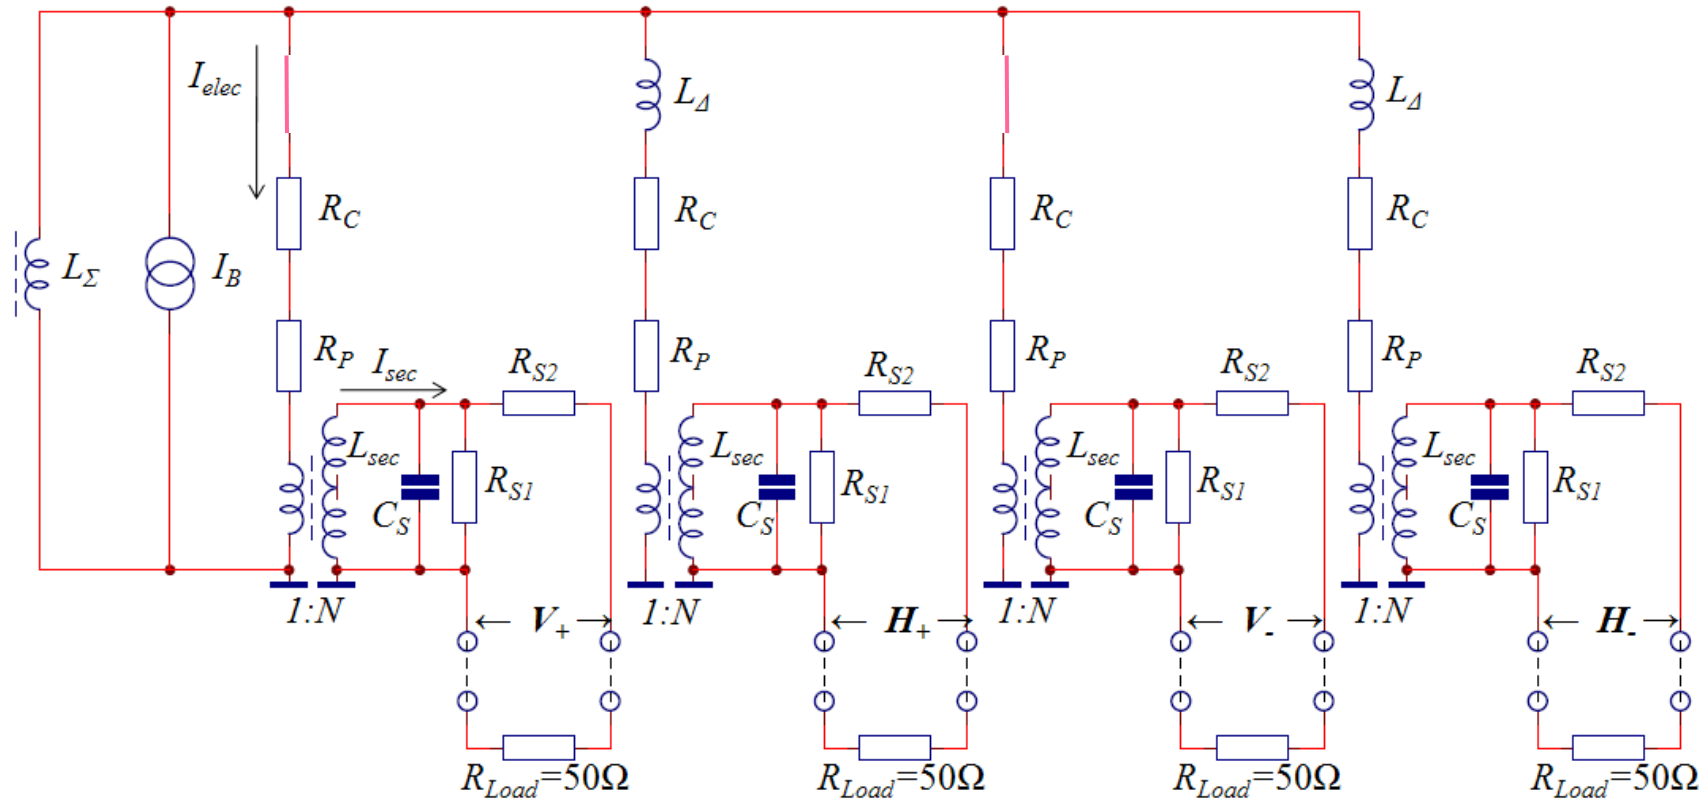 I_elec
L_Δ
L_Δ
R_C
R_C
R_C
R_C
L_Σ
I_B
R_P
I_sec
R_S2
R_P
R_S2
R_P
R_S2
R_P
R_S2
L_sec
R_S1
C_S
L_sec
R_S1
C_S
L_sec
R_S1
C_S
L_sec
R_S1
C_S
1:N
1:N
1:N
1:N
← V_+ →
← H_+ →
← V_- →
← H_- →
R_Load=50Ω
R_Load=50Ω
R_Load=50Ω
R_Load=50Ω